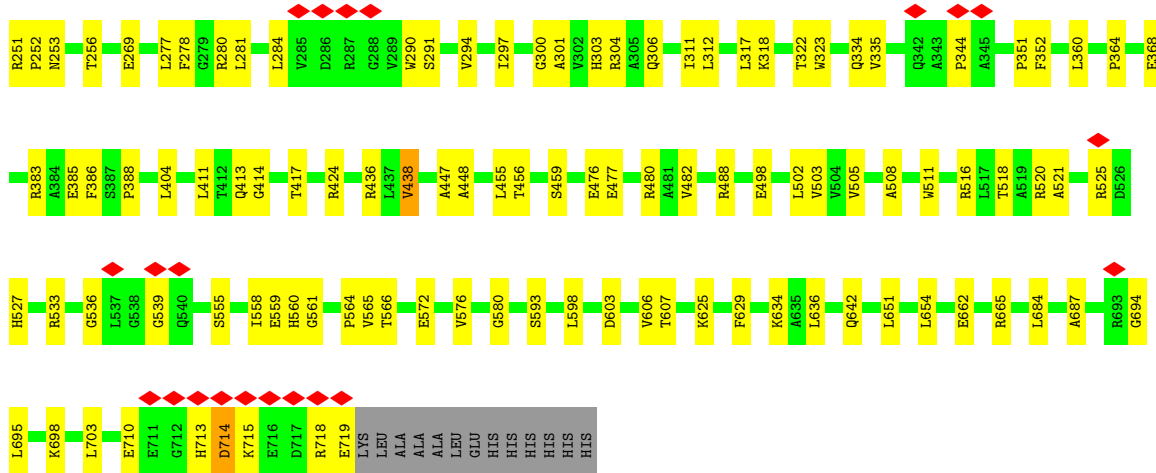 R251 P252 N253 T256 E269 L277 F278 G279 R280 L281 L284 V285 D286 R287 G288 V289 W290 S291 V294 I297 G300 A301 V302 H303 R304 A305 Q306 I311 L312 L317 K318 T322 W323 Q334 V335 Q342 A343 P344 A345 P351 F352 L360 P364 E368
R383 A384 E385 F386 S387 P388 L404 L411 T412 Q413 G414 T417 R424 R436 L437 V438 A447 A448 L455 T456 S459 E476 E477 R480 A481 V482 R488 E498 L502 V503 V504 V505 A508 W511 R516 L517 T518 A519 R520 A521 R525 D526
H527 R533 G536 L537 G538 G539 Q540 S555 I558 E559 H560 G561 P564 V565 T566 E572 V576 G580 S593 L598 D603 V606 T607 K625 F629 K634 A635 L636 Q642 L651 L654 E662 R665 L684 A687 R693 G694
L695 K698 L703 E710 E711 G712 H713 D714 K715 E716 D717 R718 E719 LYS LEU ALA ALA ALA LEU GLU HIS HIS HIS HIS HIS HIS